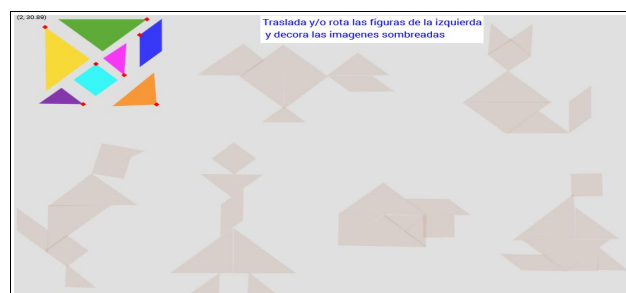 (2, 30.89)
Traslada y/o rota las figuras de la izquierda
y decora las imagenes sombreadas